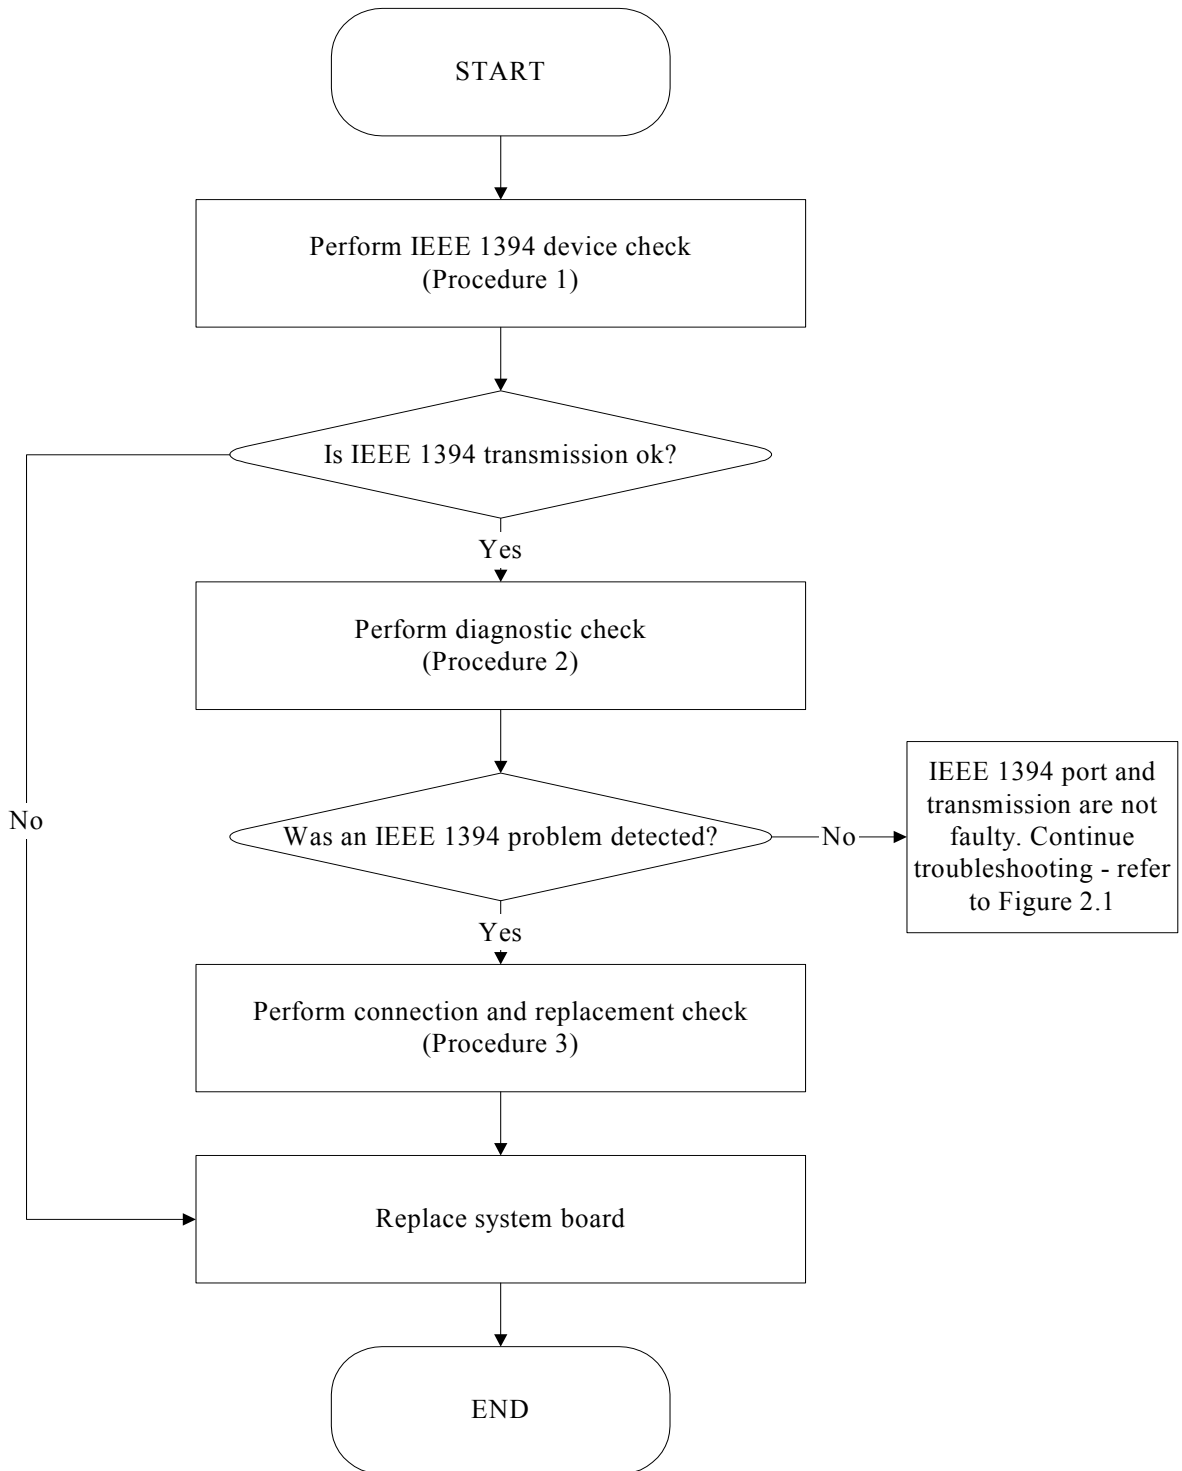 START
Perform IEEE 1394 device check
(Procedure 1)
Is IEEE 1394 transmission ok?
Yes
Perform diagnostic check
(Procedure 2)
No
Was an IEEE 1394 problem detected?
No
IEEE 1394 port and
transmission are not
faulty. Continue
troubleshooting - refer
to Figure 2.1
Yes
Perform connection and replacement check
(Procedure 3)
Replace system board
END